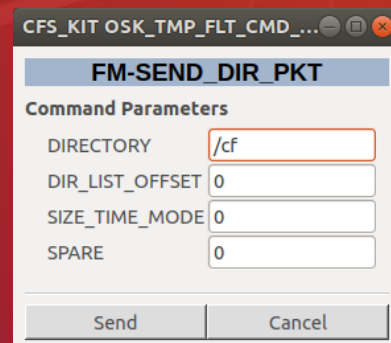 CFS_KIT OSK_TMP_FLT_CMD_...
FM-SEND_DIR_PKT
Command Parameters
DIRECTORY /cf
DIR_LIST_OFFSET 0
SIZE_TIME_MODE 0
SPARE 0
Send Cancel